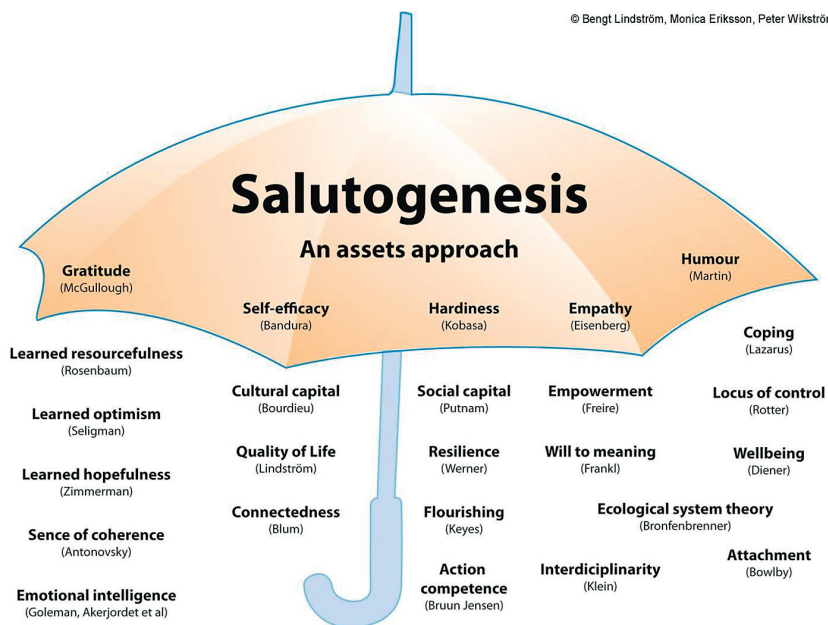 © Bengt Lindström, Monica Eriksson, Peter Wikströ
Salutogenesis
An assets approach
Gratitude
(McGullough)
Self-efficacy
(Bandura)
Hardiness
(Kobasa)
Empathy
(Eisenberg)
Humour
(Martin)
Learned resourcefulness
(Rosenbaum)
Learned optimism
(Seligman)
Learned hopefulness
(Zimmerman)
Sence of coherence
(Antonovsky)
Emotional intelligence
(Goleman, Akerjordet et al)
Cultural capital
(Bourdieu)
Quality of Life
(Lindström)
Connectedness
(Blum)
Social capital
(Putnam)
Resilience
(Werner)
Flourishing
(Keyes)
Action
competence
(Bruun Jensen)
Empowerment
(Freire)
Will to meaning
(Frankl)
Ecological system theory
(Bronfenbrenner)
Interdiciplinarity
(Klein)
Coping
(Lazarus)
Locus of control
(Rotter)
Wellbeing
(Diener)
Attachment
(Bowlby)